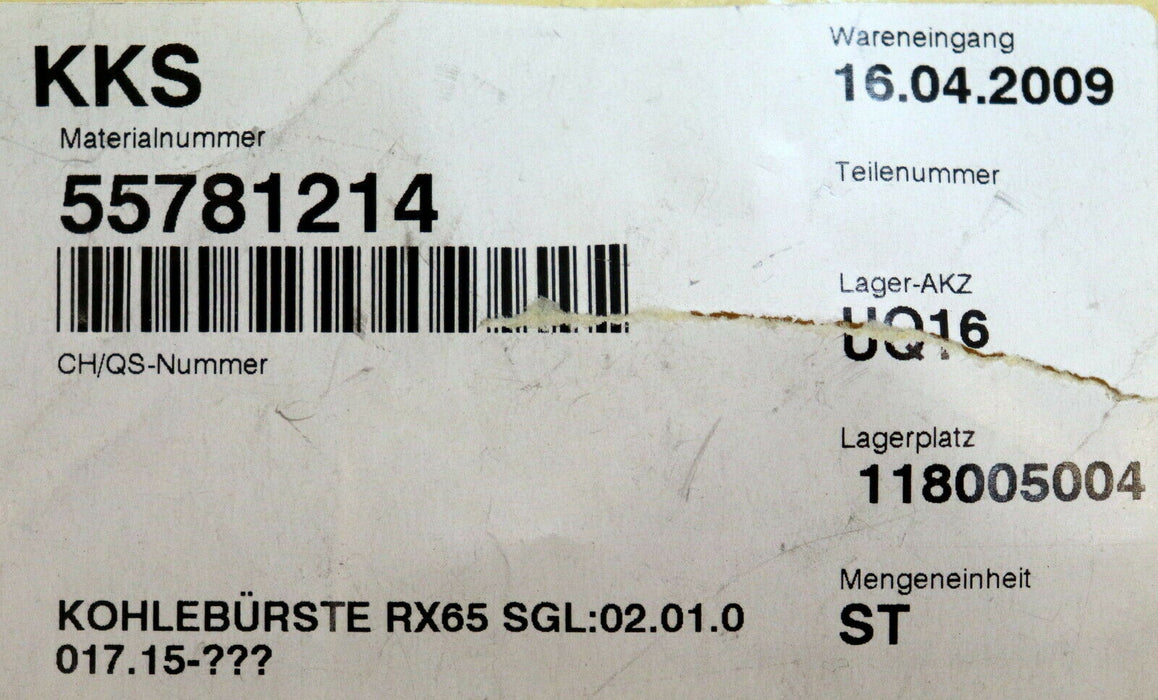 KKS
Materialnummer
55781214
CH/QS-Nummer
KOHLEBÜRSTE RX65 SGL:02.01.0
017.15-???
Wareneingang
16.04.2009
Teilenummer
Lager-AKZ
UQ16
Lagerplatz
118005004
Mengeneinheit
ST